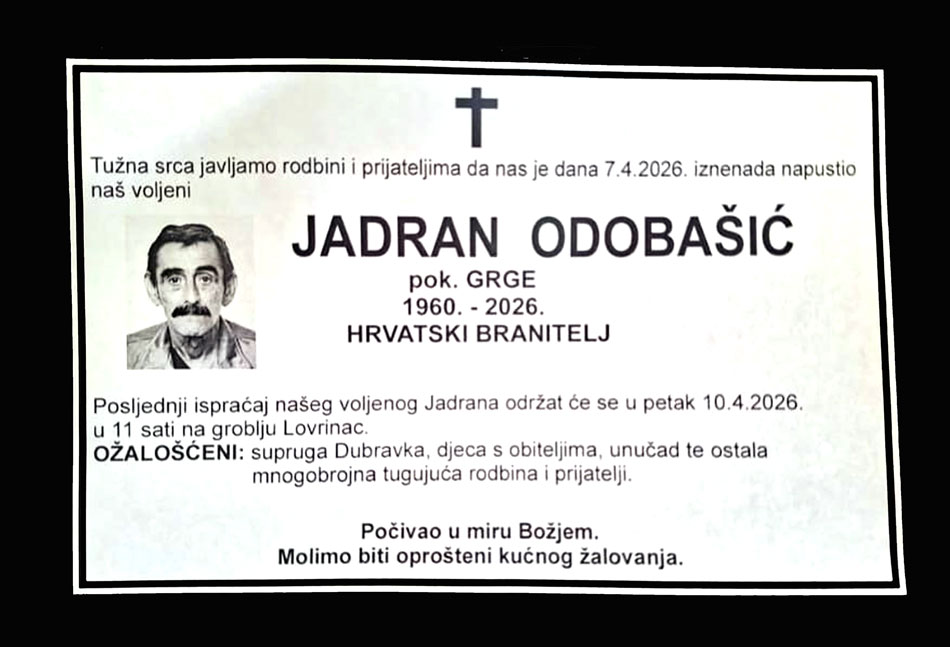 Tužna srca javljamo rodbini i prijateljima da nas je dana 7.4.2026. iznenada napustio
naš voljeni
JADRAN ODOBAŠIĆ
pok. GRGE
1960. - 2026.
HRVATSKI BRANITELJ
Posljednji ispraćaj našeg voljenog Jadrana održat će se u petak 10.4.2026.
u 11 sati na groblju Lovrinac.
OŽALOŠĆENI: supruga Dubravka, djeca s obiteljima, unučad te ostala
mnogobrojna tugujuća rodbina i prijatelji.
Počivao u miru Božjem.
Molimo biti oprošteni kućnog žalovanja.